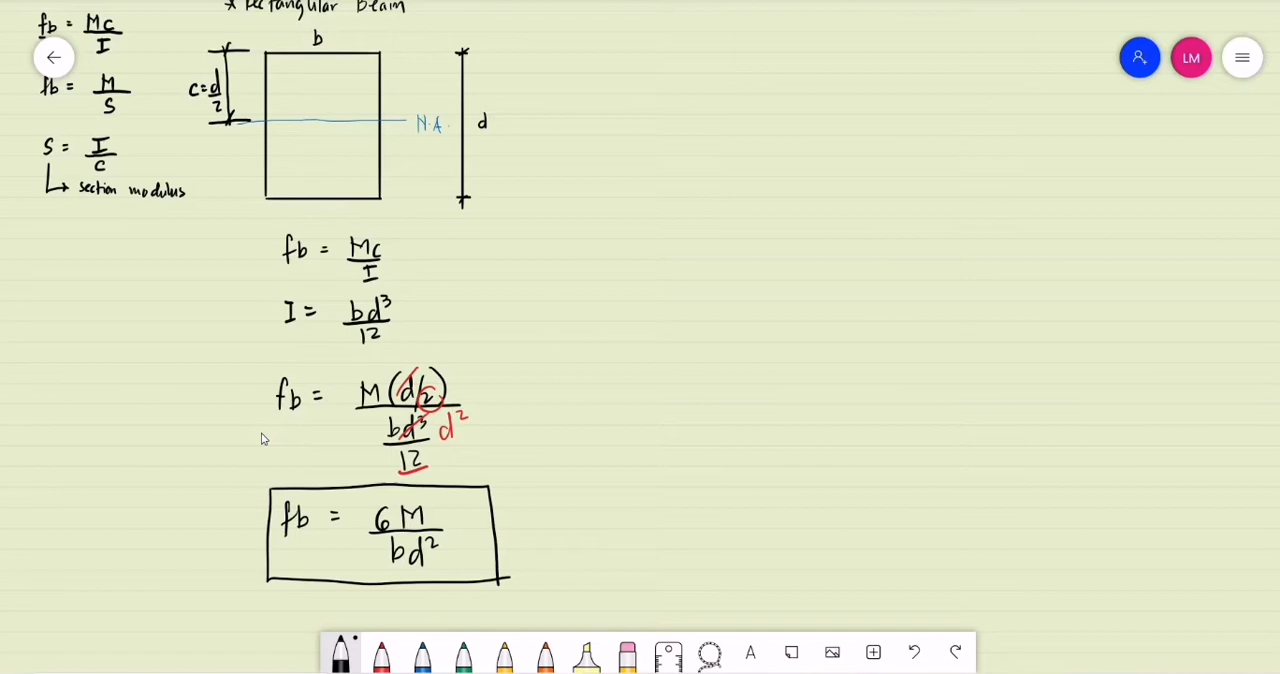 * rectangular Beam
fb = Mc/I
fb = M/S
S = I/c
↳ section modulus
b
c = d/2
N.A.
d
fb = Mc/I
I = bd³/12
fb = M(d/2) / (bd³/12) d²
fb = 6M/bd²
LM
A